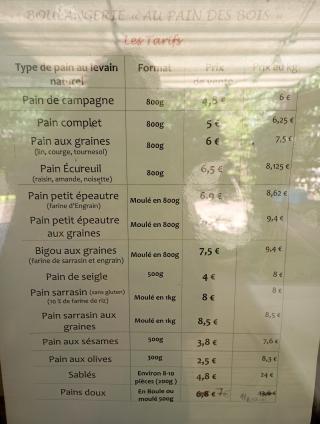 BOULANGERIE « AU PAIN DES BOIS »
Les Tarifs
Type de pain au levain naturel Format Prix de vente Prix au kg
Pain de campagne 800g 4,5 € 6 €
Pain complet 800g 5 € 6,25 €
Pain aux graines 800g 6 € 7,5 €
(lin, courge, tournesol)
Pain Écureuil 800g 6,5 € 8,125 €
(raisin, amande, noisette)
Pain petit épeautre Moulé en 800g 6,9 € 8,62 €
(farine d'Engrain)
Pain petit épeautre aux graines Moulé en 800g 9,4 €
Bigou aux graines Moulé en 800g 7,5 € 9,4 €
(farine de sarrasin et engrain)
Pain de seigle 500g 4 € 8 €
Pain sarrasin (sans gluten) Moulé en 1kg 8 € 8 €
(10 % de farine de riz)
Pain sarrasin aux graines Moulé en 1kg 8,5 € 8,5 €
Pain aux sésames 500g 3,8 € 7,6 €
Pain aux olives 300g 2,5 € 8,3 €
Sablés Environ 8-10 pièces (200g ) 4,8 € 24 €
Pains doux En Boule ou moulé 500g 6,8 € 7€ 13,6 €